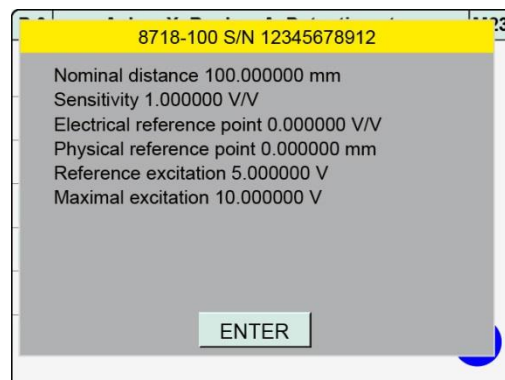 8718-100 S/N 12345678912
Nominal distance 100.000000 mm
Sensitivity 1.000000 V/V
Electrical reference point 0.000000 V/V
Physical reference point 0.000000 mm
Reference excitation 5.000000 V
Maximal excitation 10.000000 V
ENTER